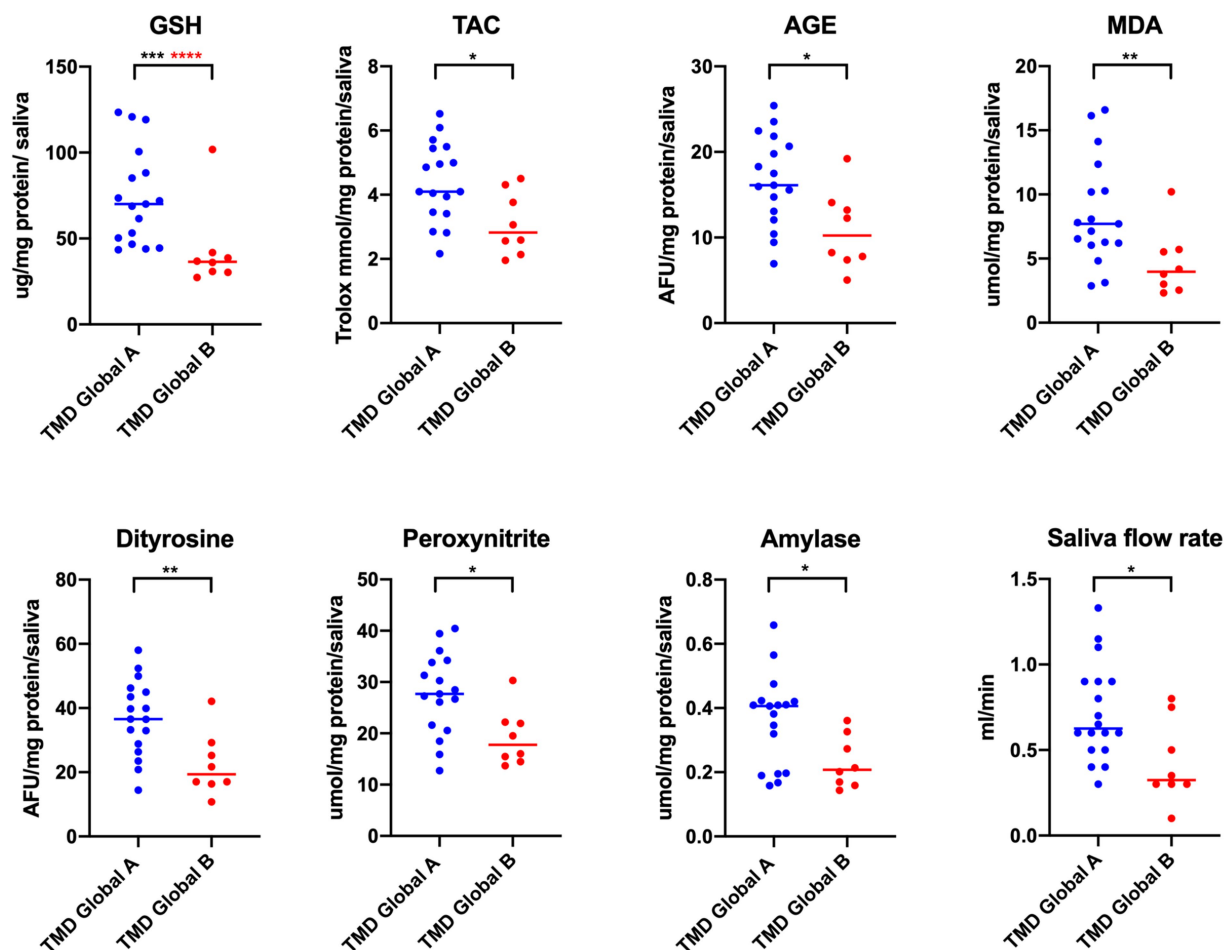 GSH
*** ****
ug/mg protein/ saliva
150
100
50
0
TMD Global A
TMD Global B
TAC
*
Trolox mmol/mg protein/saliva
8
6
4
2
0
TMD Global A
TMD Global B
AGE
*
AFU/mg protein/saliva
30
20
10
0
TMD Global A
TMD Global B
MDA
**
umol/mg protein/saliva
20
15
10
5
0
TMD Global A
TMD Global B
Dityrosine
**
AFU/mg protein/saliva
80
60
40
20
0
TMD Global A
TMD Global B
Peroxynitrite
*
umol/mg protein/saliva
50
40
30
20
10
0
TMD Global A
TMD Global B
Amylase
*
umol/mg protein/saliva
0.8
0.6
0.4
0.2
0.0
TMD Global A
TMD Global B
Saliva flow rate
*
ml/min
1.5
1.0
0.5
0.0
TMD Global A
TMD Global B